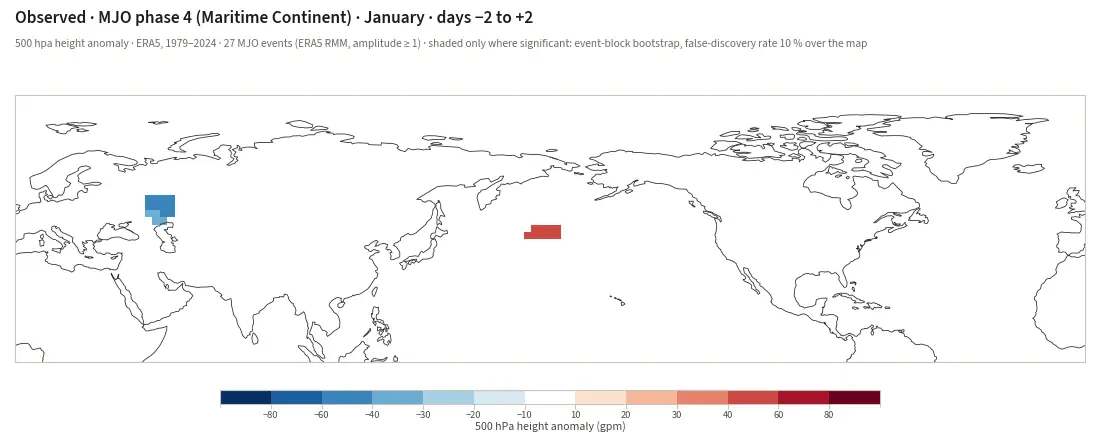 Observed · MJO phase 4 (Maritime Continent) · January · days −2 to +2
500 hpa height anomaly · ERA5, 1979–2024 · 27 MJO events (ERA5 RMM, amplitude ≥ 1) · shaded only where significant: event-block bootstrap, false-discovery rate 10 % over the map
−80 −60 −40 −30 −20 −10 10 20 30 40 60 80
500 hPa height anomaly (gpm)